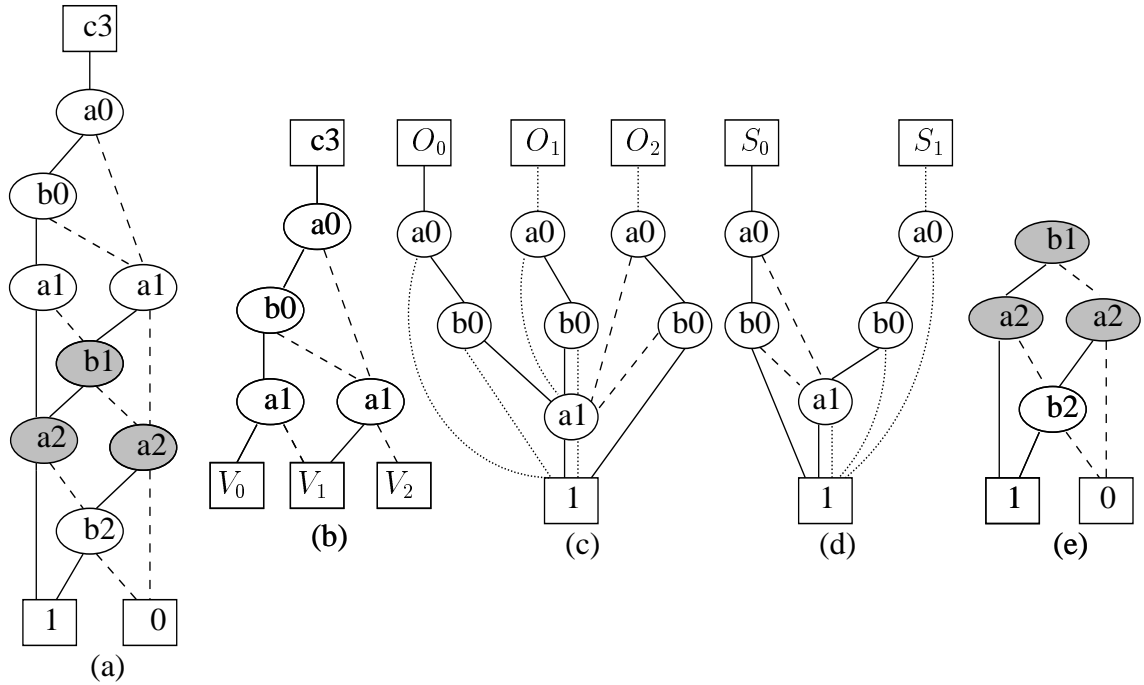 c3
a0
b0
a1 a1
b1
a2 a2
b2
1 0
(a)
c3
a0
b0
a1 a1
V₀ V₁ V₂
(b)
O₀ O₁ O₂
a0 a0 a0
b0 b0 b0
a1
1
(c)
S₀ S₁
a0 a0
b0 b0
a1
1
(d)
b1
a2 a2
b2
1 0
(e)